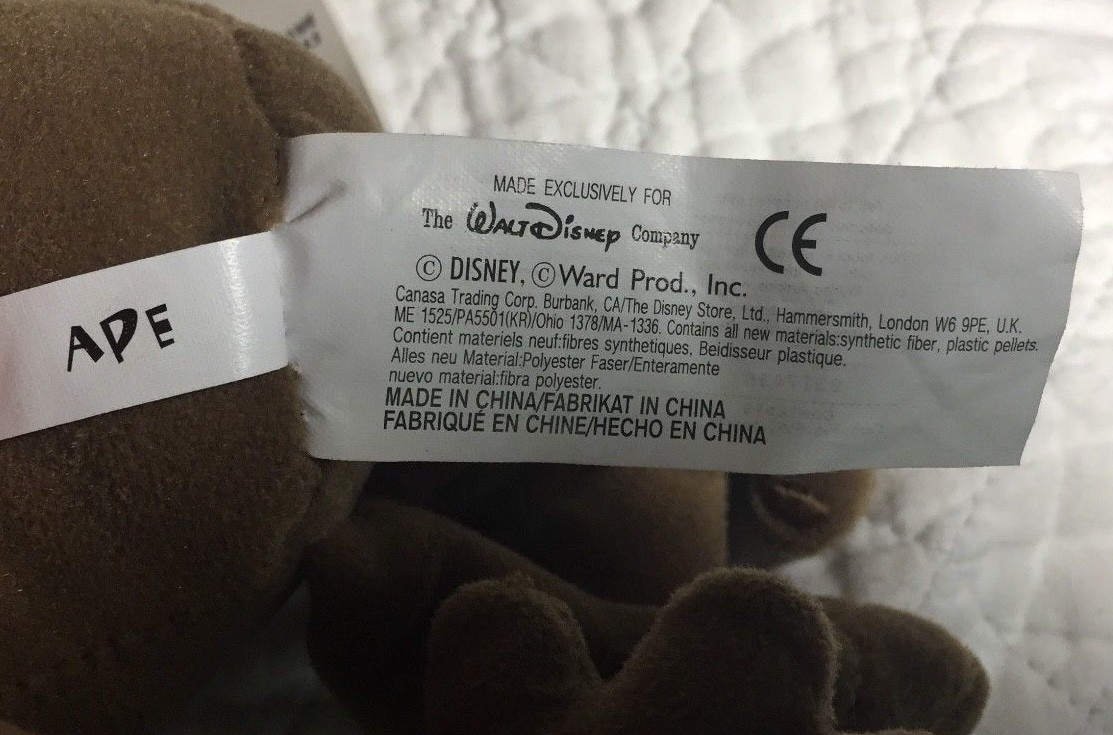 MADE EXCLUSIVELY FOR
The WALT DISNEY Company
CE
© DISNEY, © Ward Prod., Inc.
Canasa Trading Corp. Burbank, CA/The Disney Store, Ltd., Hammersmith, London W6 9PE, U.K.
ME 1525/PA5501(KR)/Ohio 1378/MA-1336. Contains all new materials:synthetic fiber, plastic pellets.
Contient materiels neuf:fibres synthetiques, Beidisseur plastique.
Alles neu Material:Polyester Faser/Enteramente
nuevo material:fibra polyester.
MADE IN CHINA/FABRIKAT IN CHINA
FABRIQUÉ EN CHINE/HECHO EN CHINA
APE